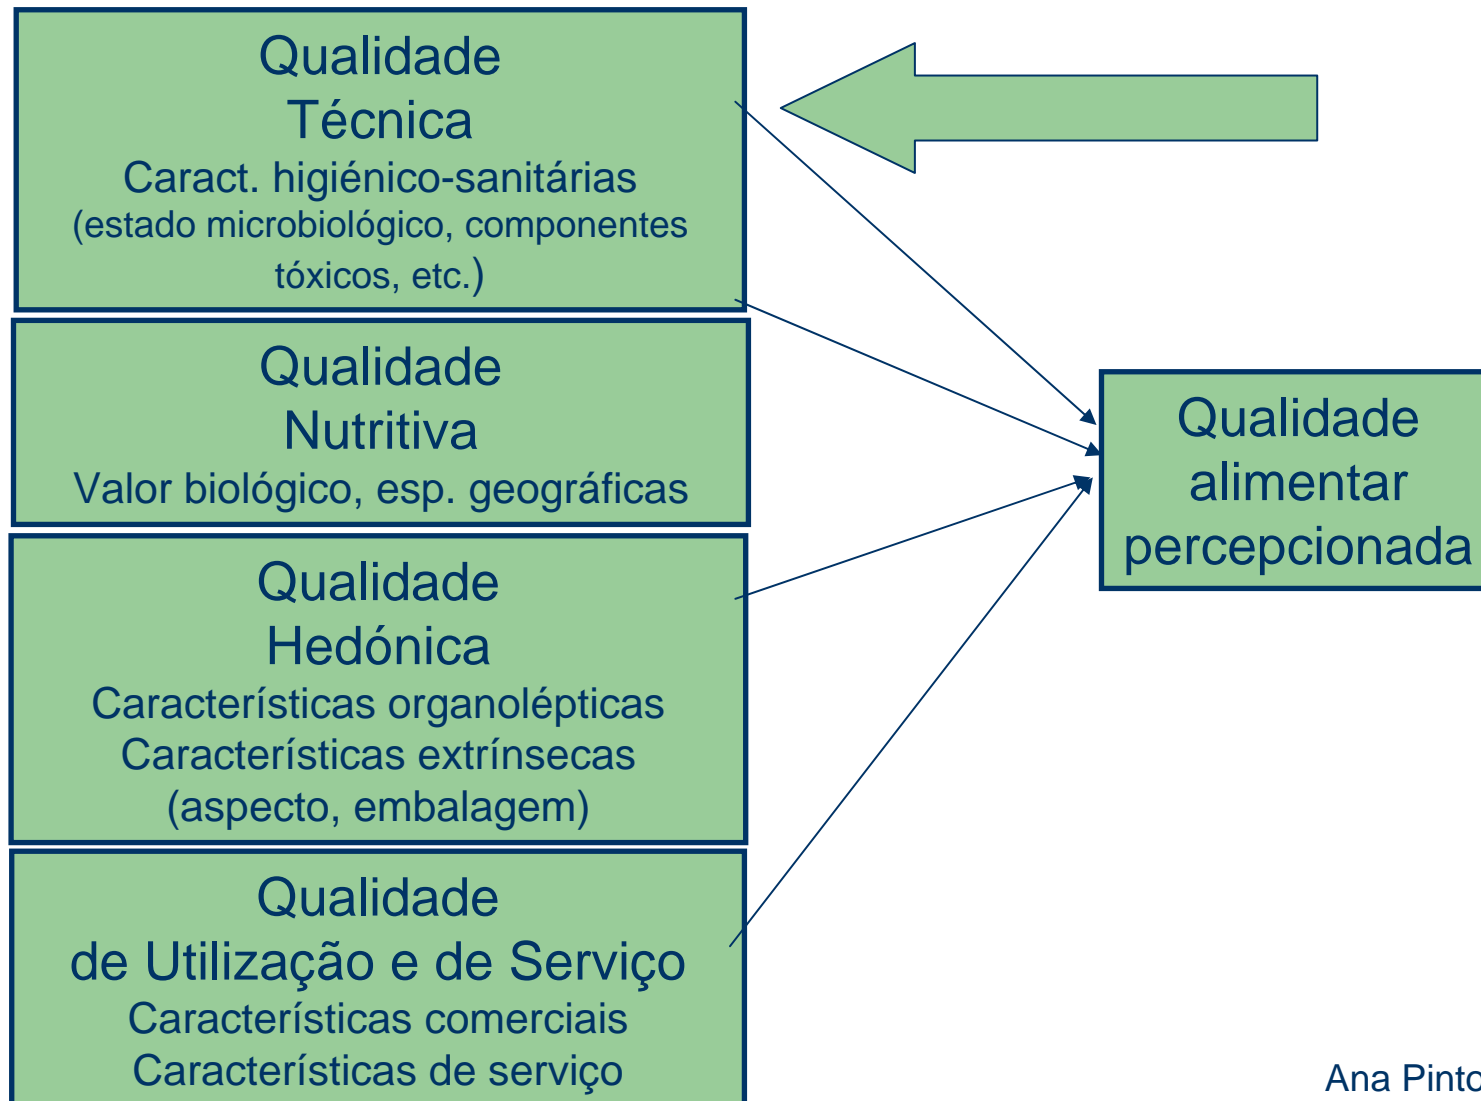 Qualidade
Técnica
Caract. higiénico-sanitárias
(estado microbiológico, componentes
tóxicos, etc.)
Qualidade
Nutritiva
Valor biológico, esp. geográficas
Qualidade
Hedónica
Características organolépticas
Características extrínsecas
(aspecto, embalagem)
Qualidade
de Utilização e de Serviço
Características comerciais
Características de serviço
Qualidade
alimentar
percepcionada
Ana Pinto